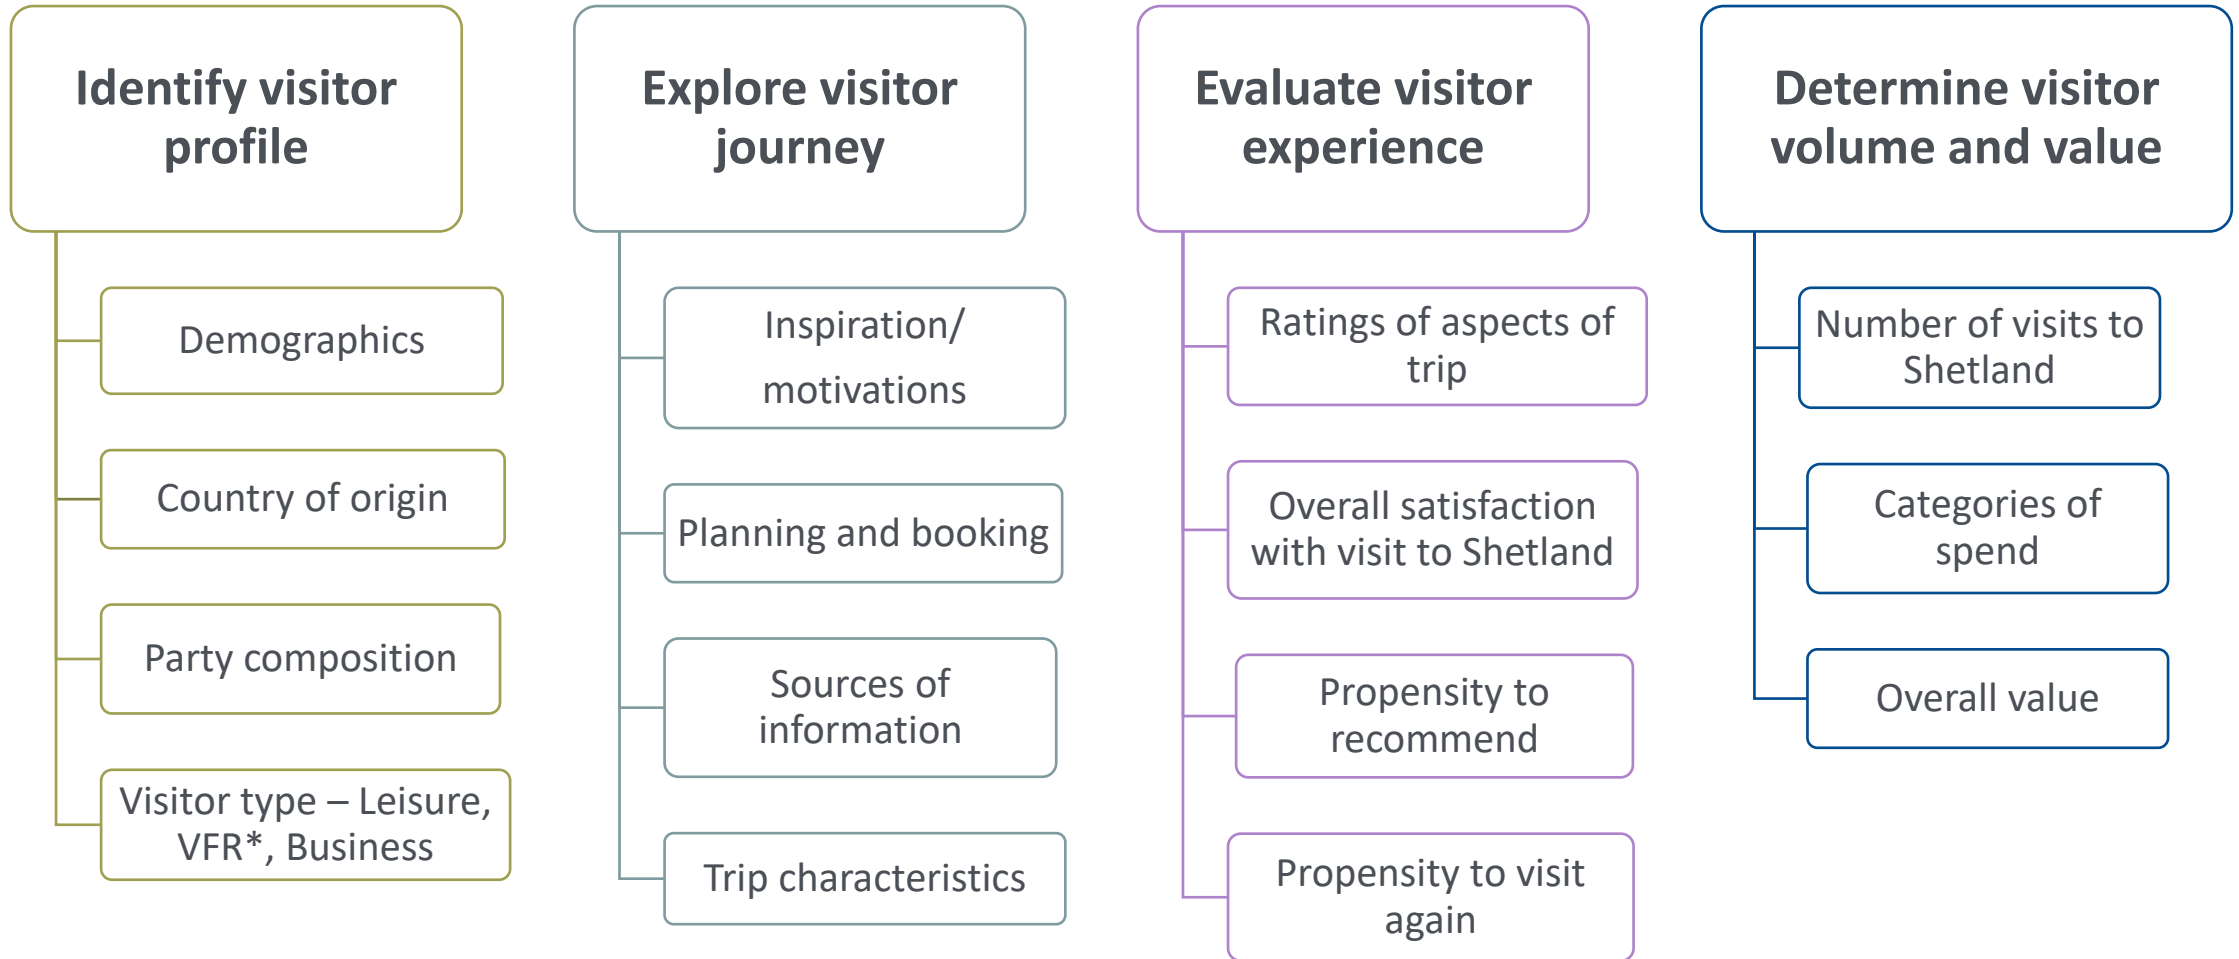 Identify visitor
profile
Demographics
Country of origin
Party composition
Visitor type – Leisure,
VFR*, Business
Explore visitor
journey
Inspiration/
motivations
Planning and booking
Sources of
information
Trip characteristics
Evaluate visitor
experience
Ratings of aspects of
trip
Overall satisfaction
with visit to Shetland
Propensity to
recommend
Propensity to visit
again
Determine visitor
volume and value
Number of visits to
Shetland
Categories of
spend
Overall value